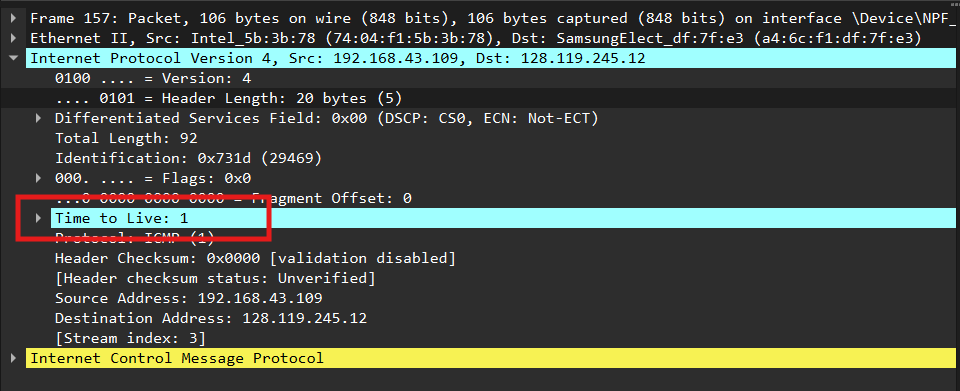 Frame 157: Packet, 106 bytes on wire (848 bits), 106 bytes captured (848 bits) on interface \Device\NPF_
Ethernet II, Src: Intel_5b:3b:78 (74:04:f1:5b:3b:78), Dst: SamsungElect_df:7f:e3 (a4:6c:f1:df:7f:e3)
Internet Protocol Version 4, Src: 192.168.43.109, Dst: 128.119.245.12
0100 .... = Version: 4
.... 0101 = Header Length: 20 bytes (5)
Differentiated Services Field: 0x00 (DSCP: CS0, ECN: Not-ECT)
Total Length: 92
Identification: 0x731d (29469)
000. .... = Flags: 0x0
...0 0000 0000 0000 = Fragment Offset: 0
Time to Live: 1
Protocol: ICMP (1)
Header Checksum: 0x0000 [validation disabled]
[Header checksum status: Unverified]
Source Address: 192.168.43.109
Destination Address: 128.119.245.12
[Stream index: 3]
Internet Control Message Protocol